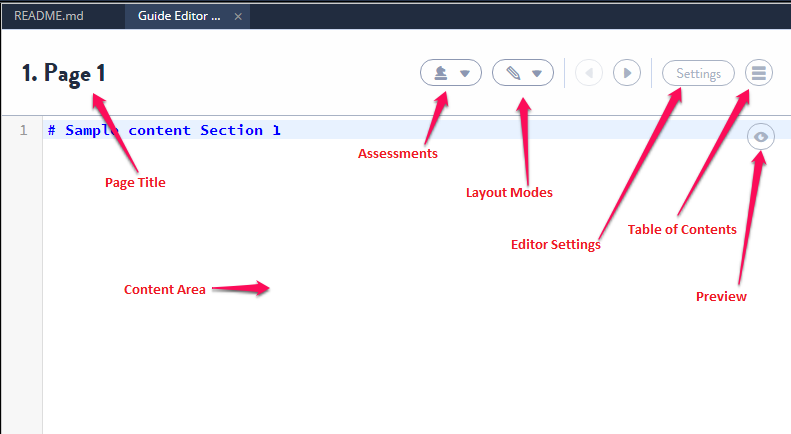 README.md
Guide Editor ... ×
1. Page 1
Settings
1 # Sample content Section 1
Assessments
Page Title
Layout Modes
Table of Contents
Editor Settings
Content Area
Preview